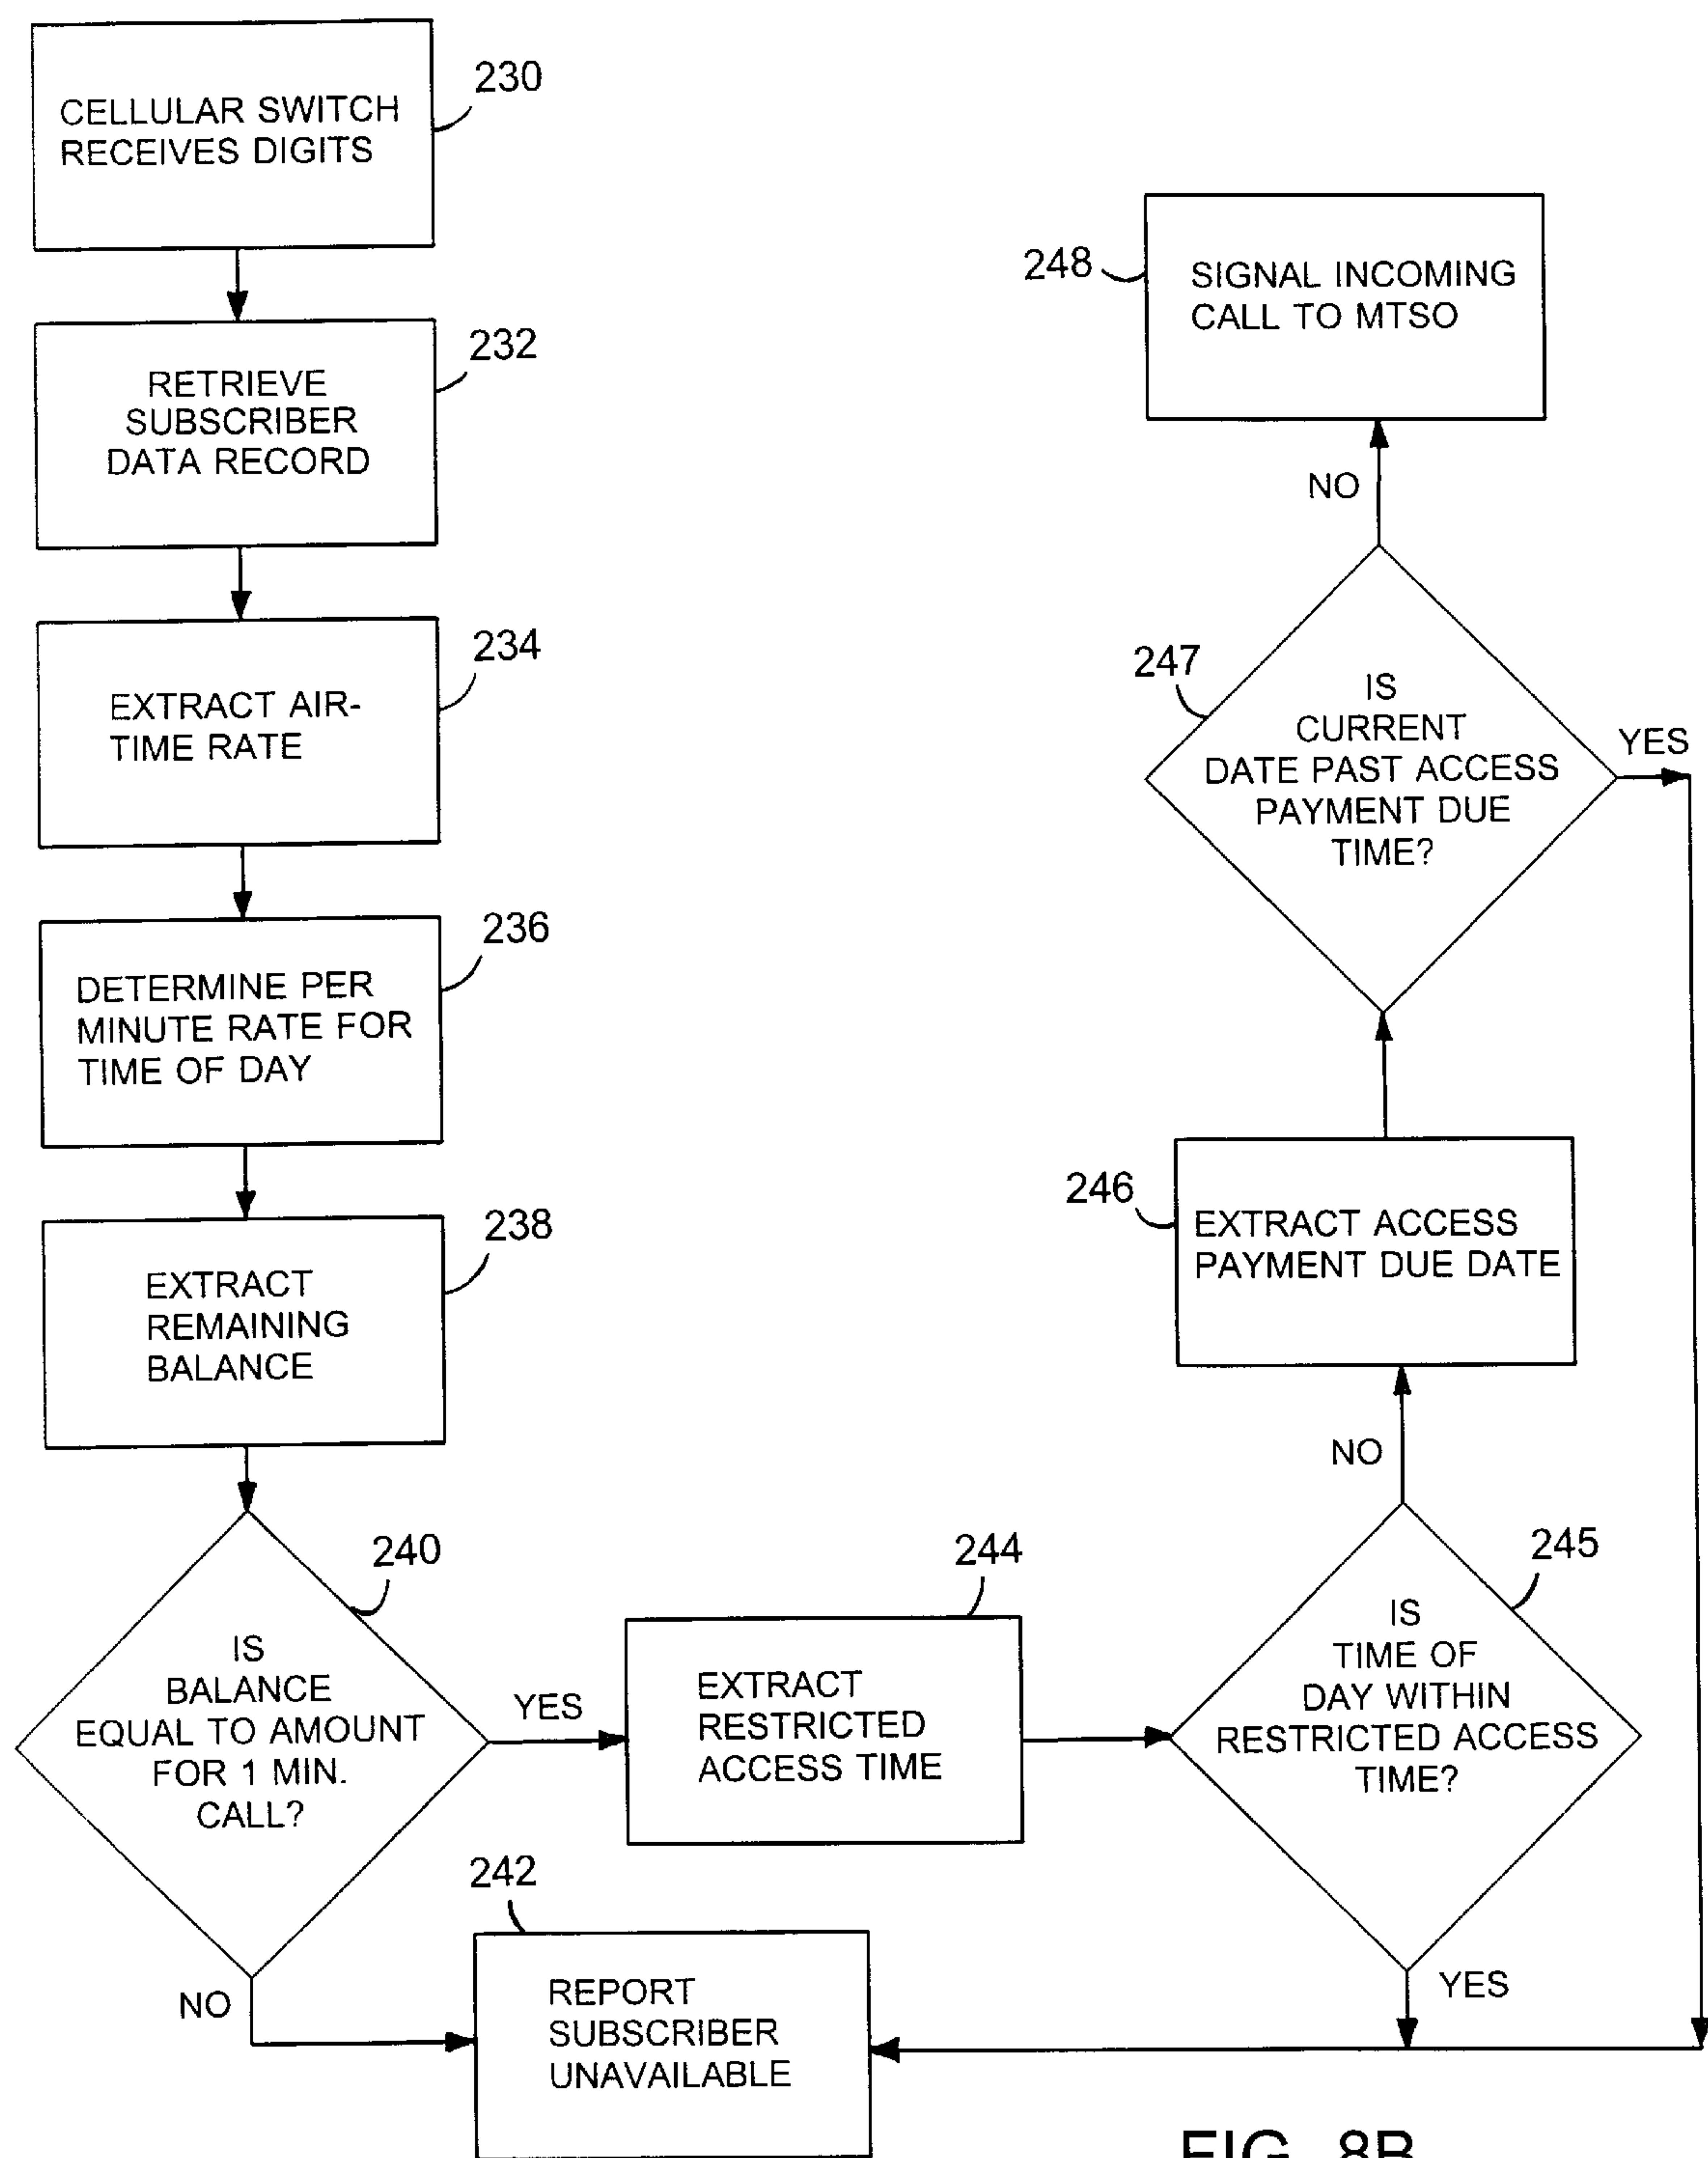 CELLULAR SWITCH
RECEIVES DIGITS
230
RETRIEVE
SUBSCRIBER
DATA RECORD
232
EXTRACT AIR-
TIME RATE
234
DETERMINE PER
MINUTE RATE FOR
TIME OF DAY
236
EXTRACT
REMAINING
BALANCE
238
IS
BALANCE
EQUAL TO AMOUNT
FOR 1 MIN.
CALL?
240
YES
NO
REPORT
SUBSCRIBER
UNAVAILABLE
242
EXTRACT
RESTRICTED
ACCESS TIME
244
IS
TIME OF
DAY WITHIN
RESTRICTED ACCESS
TIME?
245
YES
NO
EXTRACT ACCESS
PAYMENT DUE DATE
246
IS
CURRENT
DATE PAST ACCESS
PAYMENT DUE
TIME?
247
YES
NO
SIGNAL INCOMING
CALL TO MTSO
248
FIG. 8B